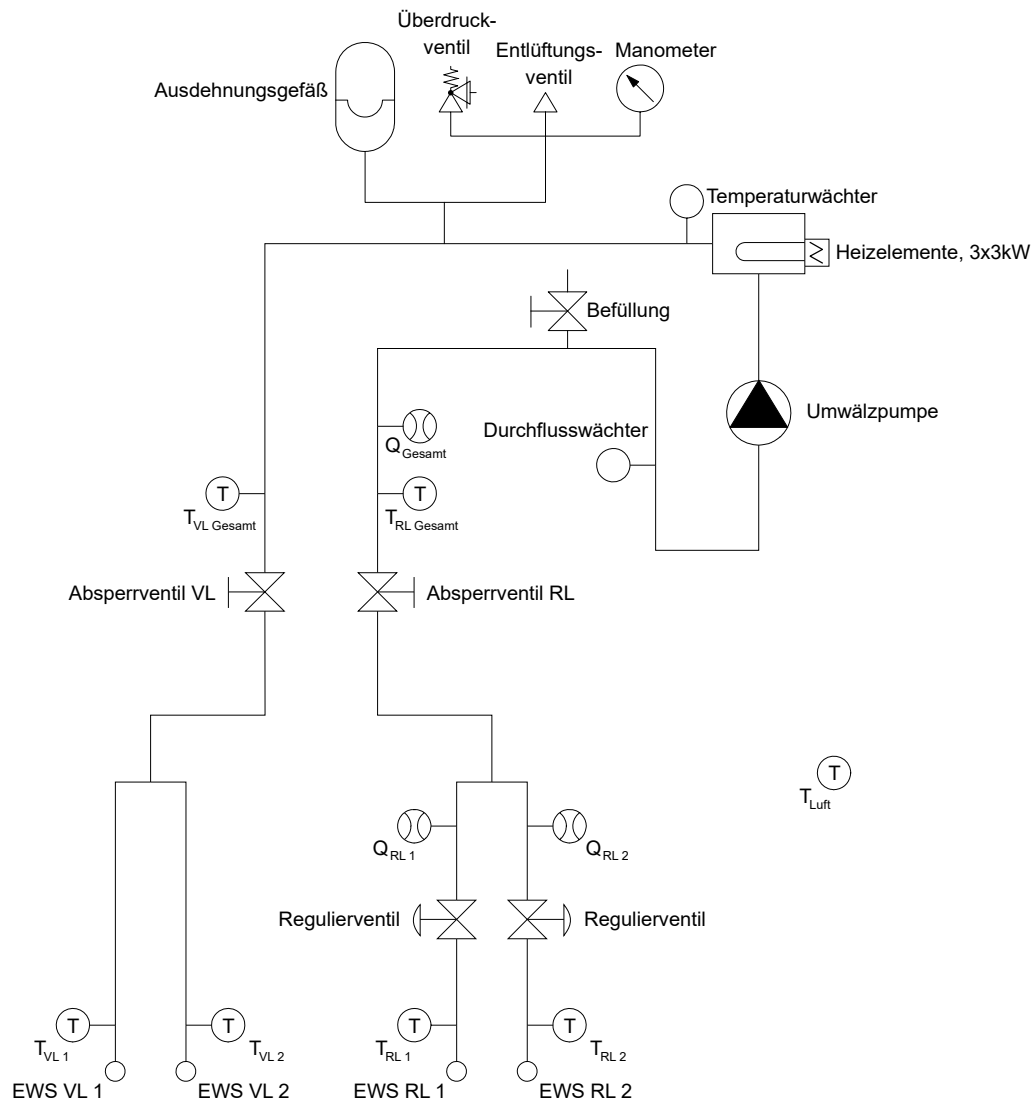 Überdruck-
ventil
Entlüftungs-
ventil
Manometer
Ausdehnungsgefäß
Temperaturwächter
Heizelemente, 3x3kW
Befüllung
Umwälzpumpe
Durchflusswächter
Q Gesamt
T
T VL Gesamt
T
T RL Gesamt
Absperrventil VL
Absperrventil RL
T
T Luft
Q RL 1
Q RL 2
Regulierventil
Regulierventil
T
T VL 1
T
T VL 2
T
T RL 1
T
T RL 2
EWS VL 1
EWS VL 2
EWS RL 1
EWS RL 2